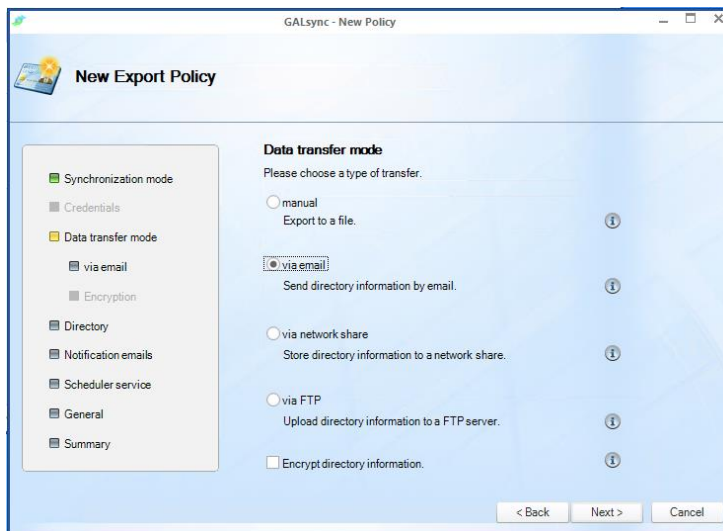 GALsync - New Policy
New Export Policy
Synchronization mode
Credentials
Data transfer mode
via email
Encryption
Directory
Notification emails
Scheduler service
General
Summary
Data transfer mode
Please choose a type of transfer.
manual
Export to a file.
via email
Send directory information by email.
via network share
Store directory information to a network share.
via FTP
Upload directory information to a FTP server.
Encrypt directory information.
< Back Next > Cancel